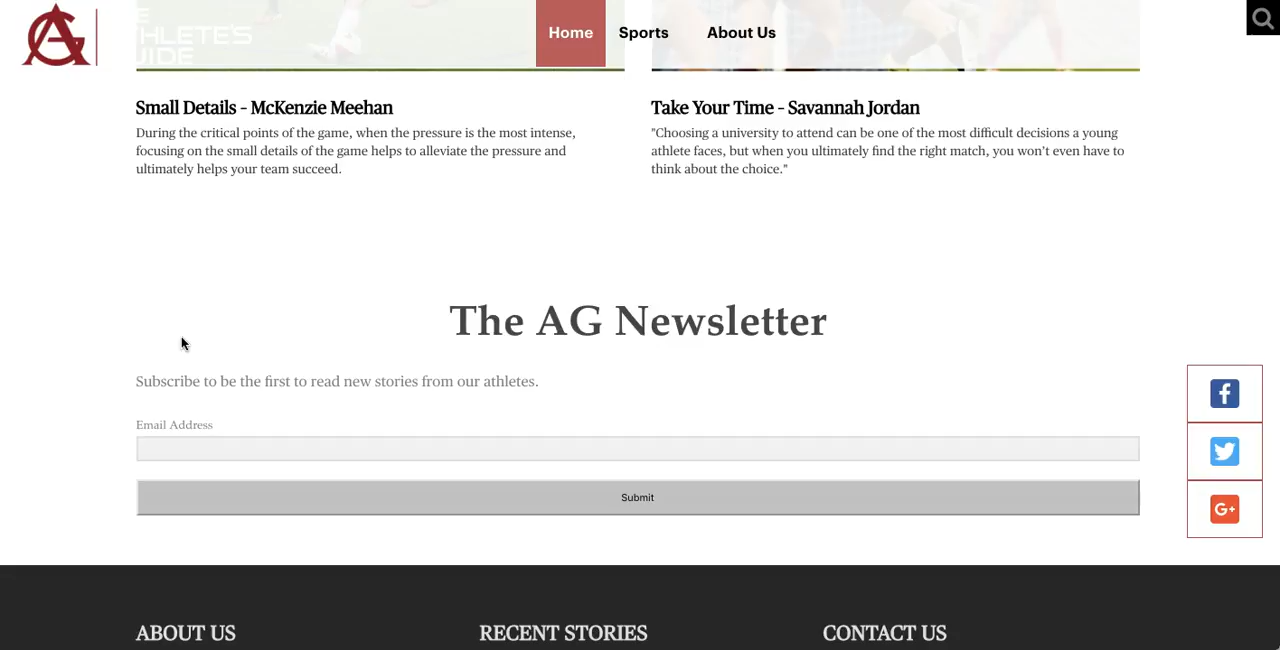 AG
Home
Sports
About Us
HLETE'S
UIDE
Small Details - McKenzie Meehan
During the critical points of the game, when the pressure is the most intense,
focusing on the small details of the game helps to alleviate the pressure and
ultimately helps your team succeed.
Take Your Time - Savannah Jordan
"Choosing a university to attend can be one of the most difficult decisions a young
athlete faces, but when you ultimately find the right match, you won't even have to
think about the choice."
The AG Newsletter
Subscribe to be the first to read new stories from our athletes.
Email Address
Submit
f
G+
ABOUT US
RECENT STORIES
CONTACT US